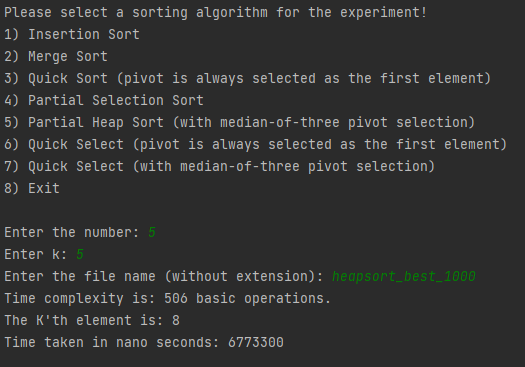 Please select a sorting algorithm for the experiment!
1) Insertion Sort
2) Merge Sort
3) Quick Sort (pivot is always selected as the first element)
4) Partial Selection Sort
5) Partial Heap Sort (with median-of-three pivot selection)
6) Quick Select (pivot is always selected as the first element)
7) Quick Select (with median-of-three pivot selection)
8) Exit
Enter the number: 5
Enter k: 5
Enter the file name (without extension): heapsort_best_1000
Time complexity is: 506 basic operations.
The K'th element is: 8
Time taken in nano seconds: 6773300